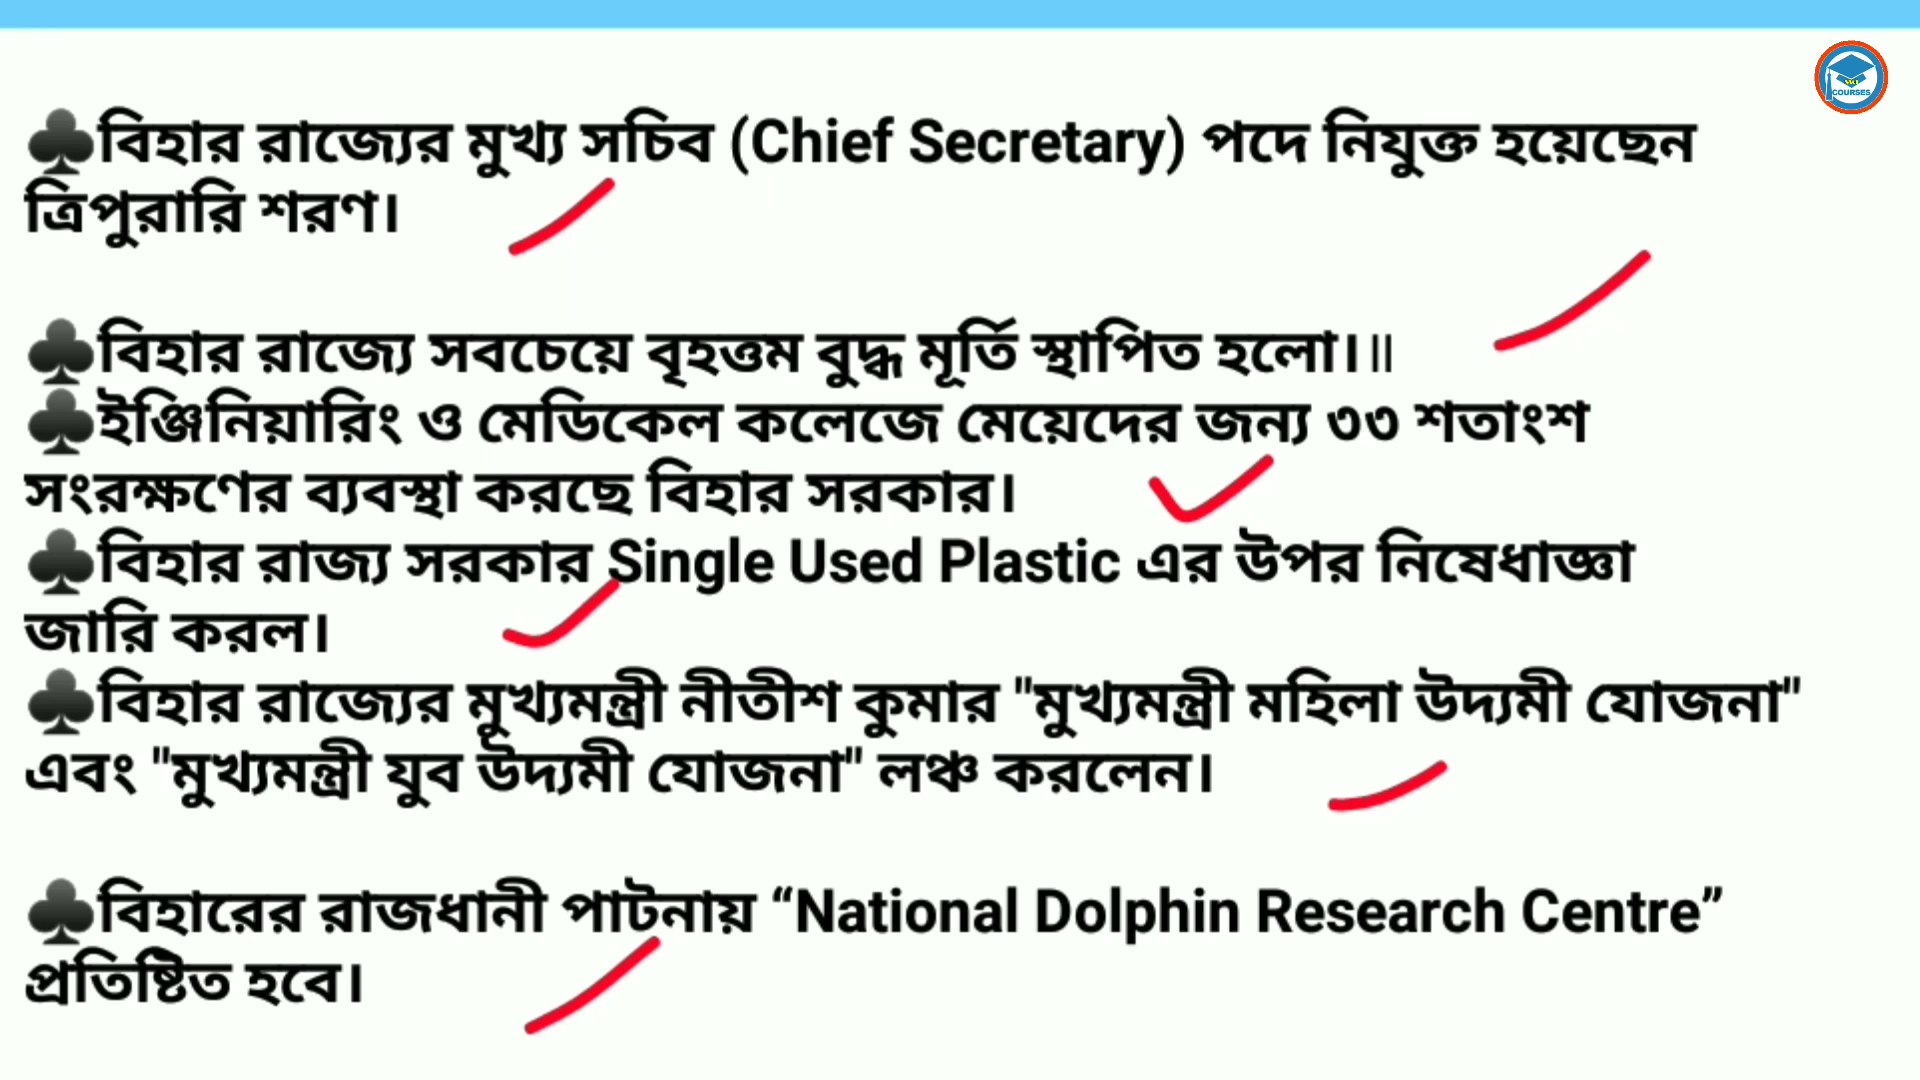 COURSES
♣বিহার রাজ্যের মুখ্য সচিব (Chief Secretary) পদে নিযুক্ত হয়েছেন
ত্রিপুরারি শরণ।
♣বিহার রাজ্যে সবচেয়ে বৃহত্তম বুদ্ধ মূর্তি স্থাপিত হলো।॥
♣ইঞ্জিনিয়ারিং ও মেডিকেল কলেজে মেয়েদের জন্য ৩৩ শতাংশ
সংরক্ষণের ব্যবস্থা করছে বিহার সরকার।
♣বিহার রাজ্য সরকার Single Used Plastic এর উপর নিষেধাজ্ঞা
জারি করল।
♣বিহার রাজ্যের মুখ্যমন্ত্রী নীতীশ কুমার "মুখ্যমন্ত্রী মহিলা উদ্যমী যোজনা"
এবং "মুখ্যমন্ত্রী যুব উদ্যমী যোজনা" লঞ্চ করলেন।
♣বিহারের রাজধানী পাটনায় “National Dolphin Research Centre”
প্রতিষ্টিত হবে।